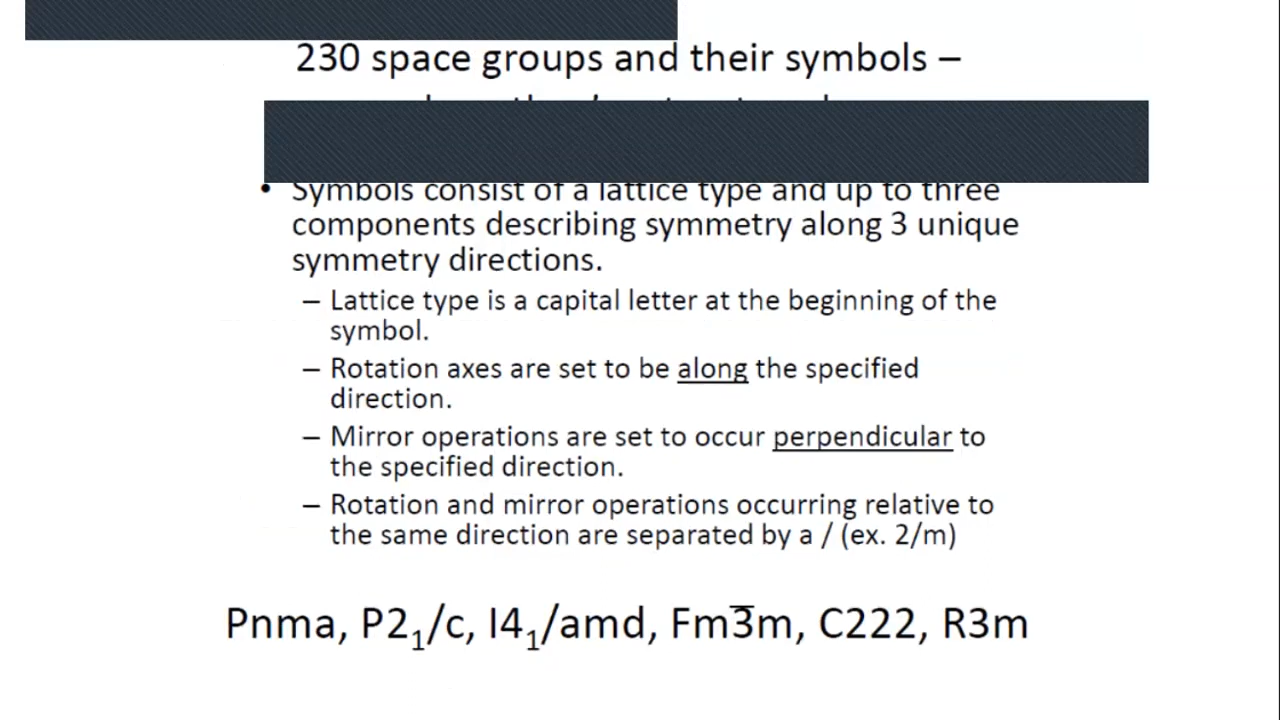 230 space groups and their symbols –
• Symbols consist of a lattice type and up to three
components describing symmetry along 3 unique
symmetry directions.
– Lattice type is a capital letter at the beginning of the
symbol.
– Rotation axes are set to be along the specified
direction.
– Mirror operations are set to occur perpendicular to
the specified direction.
– Rotation and mirror operations occurring relative to
the same direction are separated by a / (ex. 2/m)
Pnma, P2₁/c, I4₁/amd, Fm3̅m, C222, R3m